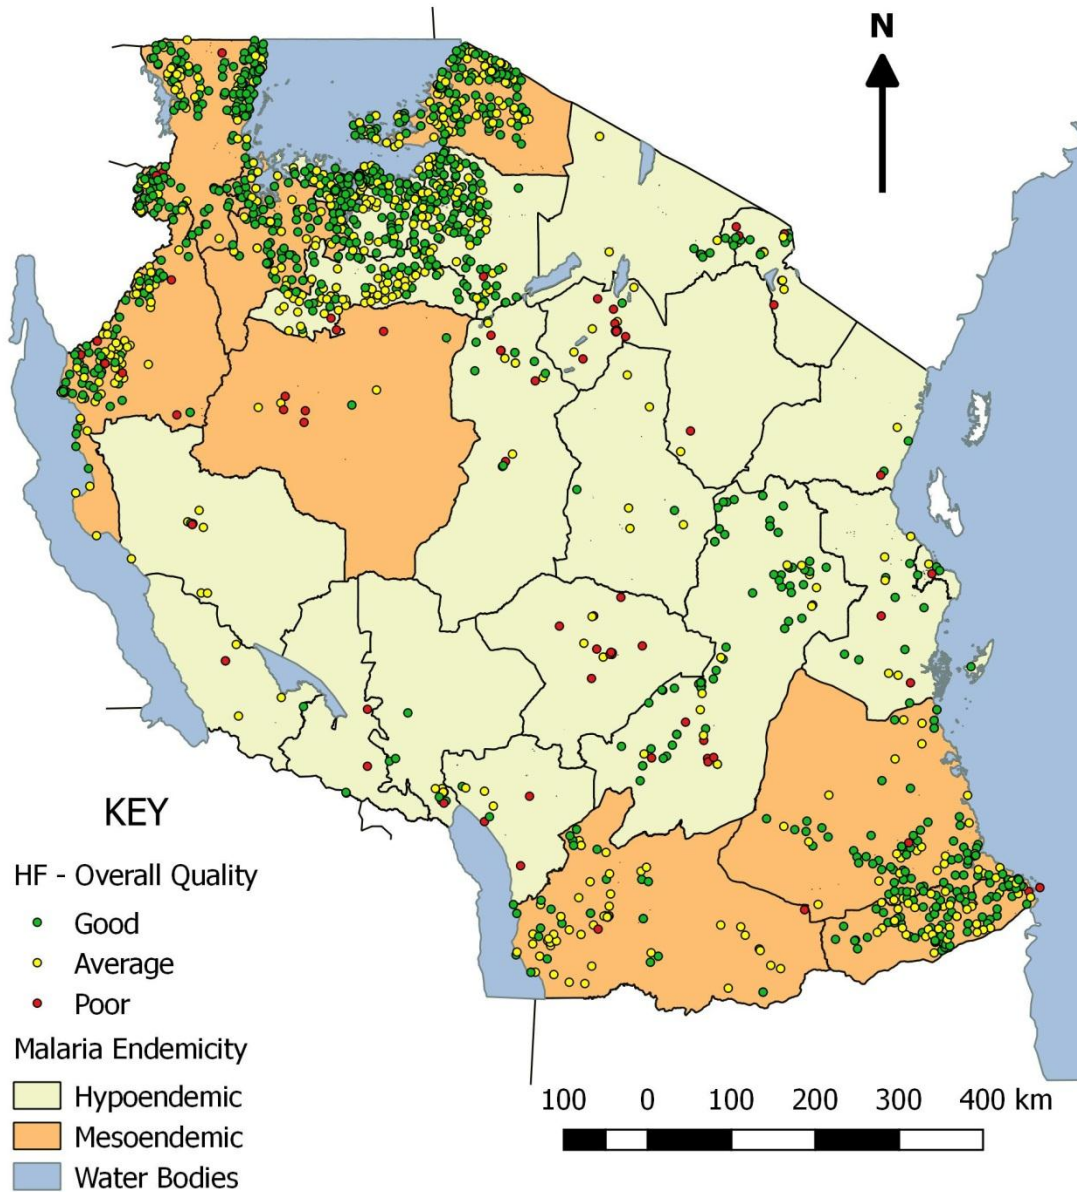 N
KEY
HF - Overall Quality
Good
Average
Poor
Malaria Endemicity
Hypoendemic
Mesoendemic
Water Bodies
100 0 100 200 300 400 km